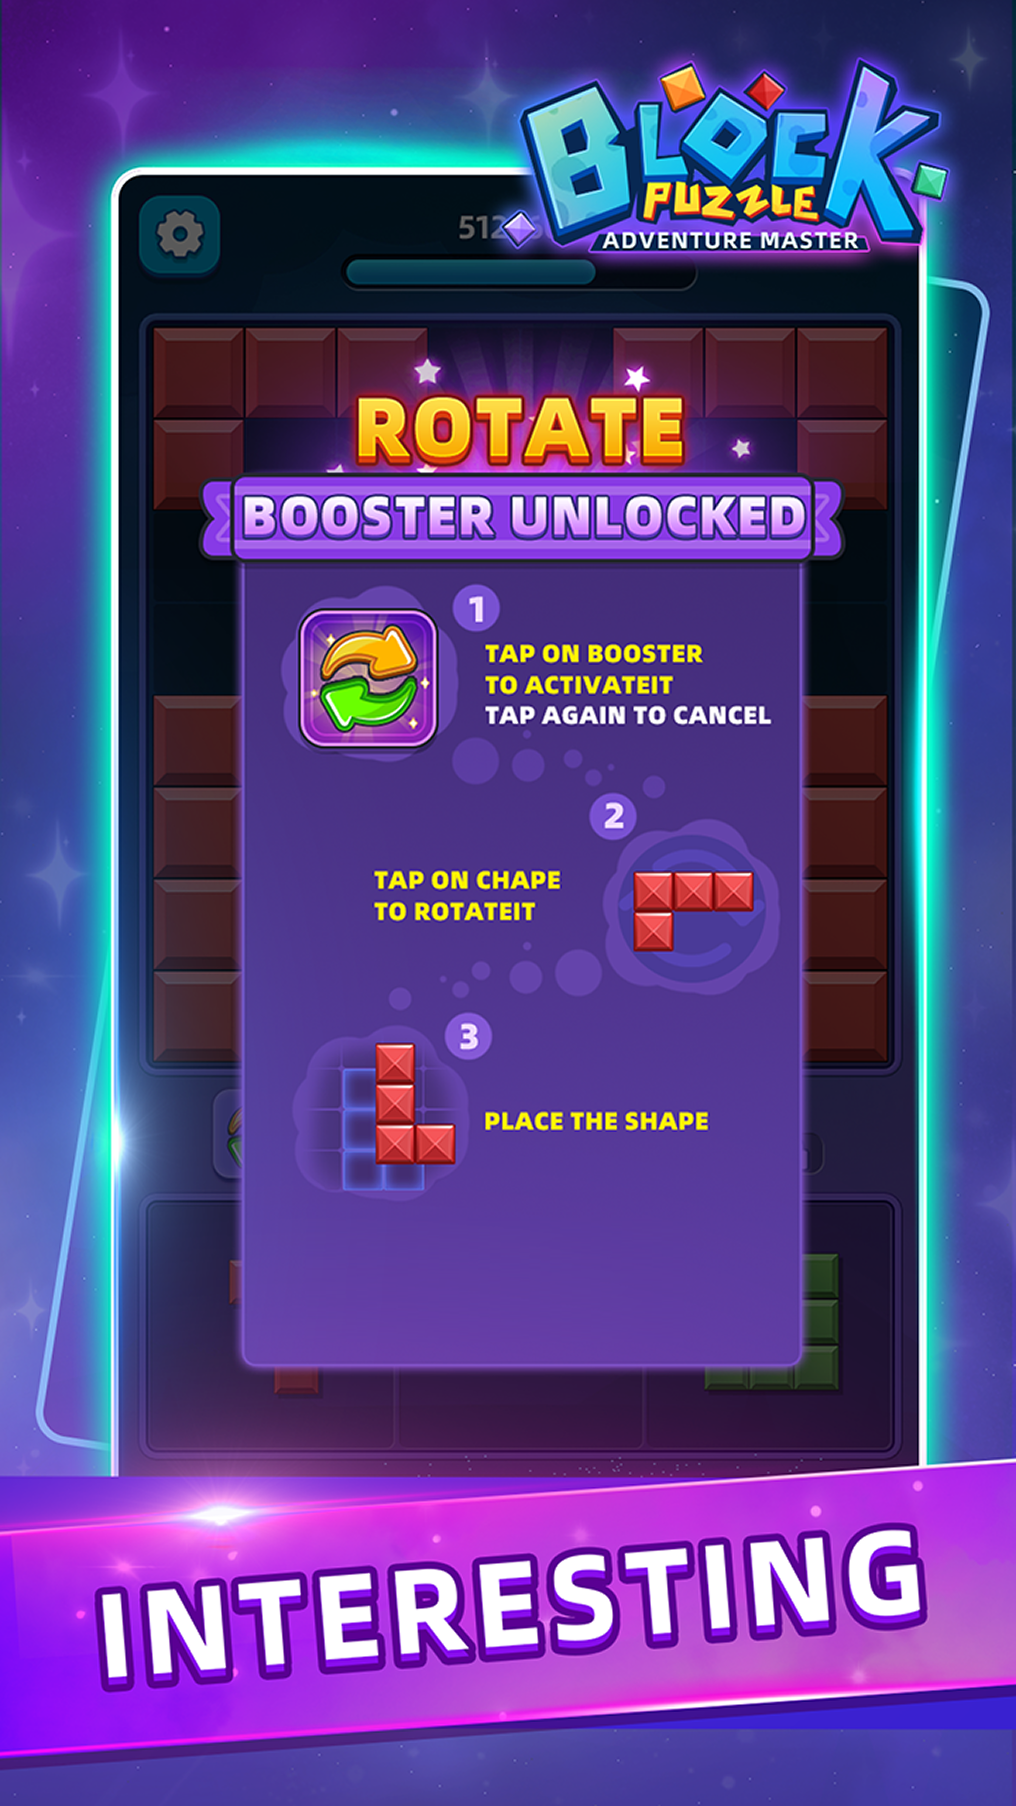 BLOCK
PUZZLE
ADVENTURE MASTER
ROTATE
BOOSTER UNLOCKED
1
TAP ON BOOSTER
TO ACTIVATEIT
TAP AGAIN TO CANCEL
2
TAP ON CHAPE
TO ROTATEIT
3
PLACE THE SHAPE
INTERESTING